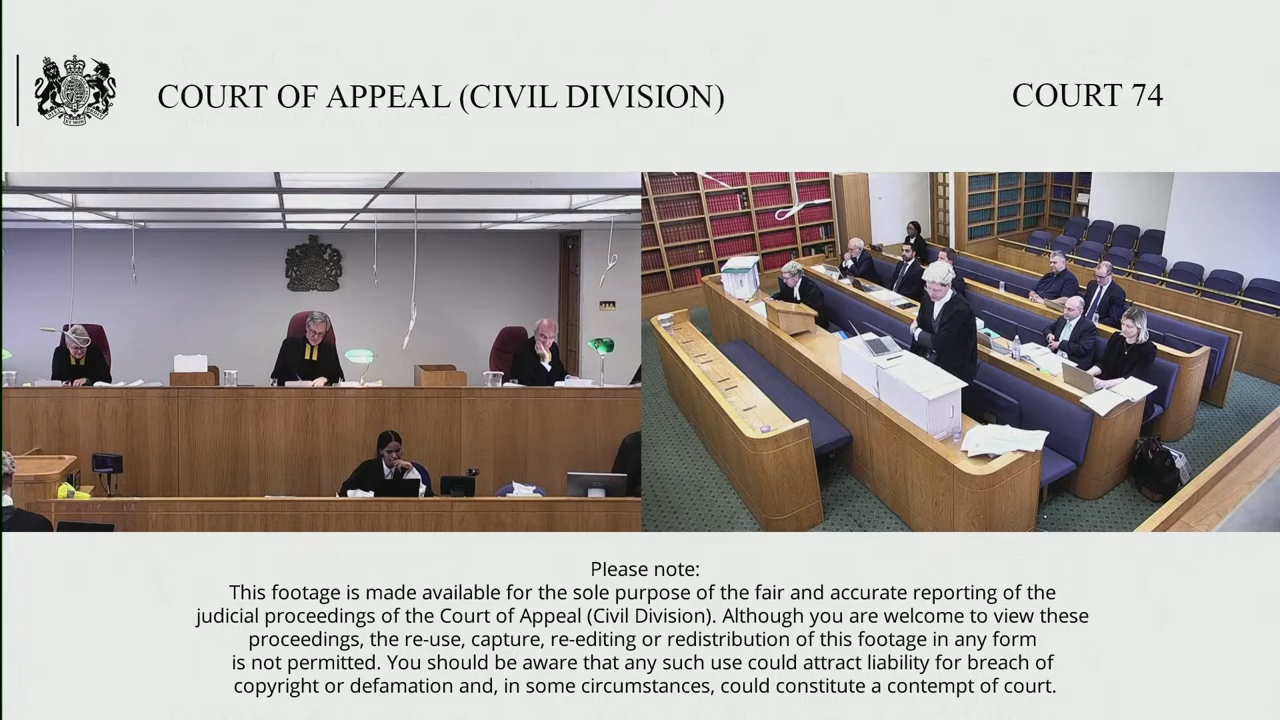 COURT OF APPEAL (CIVIL DIVISION)
COURT 74
Please note:
This footage is made available for the sole purpose of the fair and accurate reporting of the
judicial proceedings of the Court of Appeal (Civil Division). Although you are welcome to view these
proceedings, the re-use, capture, re-editing or redistribution of this footage in any form
is not permitted. You should be aware that any such use could attract liability for breach of
copyright or defamation and, in some circumstances, could constitute a contempt of court.